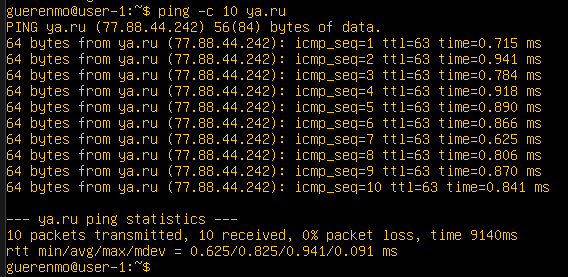 guerenmo@user-1:~$ ping -c 10 ya.ru
PING ya.ru (77.88.44.242) 56(84) bytes of data.
64 bytes from ya.ru (77.88.44.242): icmp_seq=1 ttl=63 time=0.715 ms
64 bytes from ya.ru (77.88.44.242): icmp_seq=2 ttl=63 time=0.941 ms
64 bytes from ya.ru (77.88.44.242): icmp_seq=3 ttl=63 time=0.784 ms
64 bytes from ya.ru (77.88.44.242): icmp_seq=4 ttl=63 time=0.918 ms
64 bytes from ya.ru (77.88.44.242): icmp_seq=5 ttl=63 time=0.890 ms
64 bytes from ya.ru (77.88.44.242): icmp_seq=6 ttl=63 time=0.866 ms
64 bytes from ya.ru (77.88.44.242): icmp_seq=7 ttl=63 time=0.625 ms
64 bytes from ya.ru (77.88.44.242): icmp_seq=8 ttl=63 time=0.806 ms
64 bytes from ya.ru (77.88.44.242): icmp_seq=9 ttl=63 time=0.870 ms
64 bytes from ya.ru (77.88.44.242): icmp_seq=10 ttl=63 time=0.841 ms
--- ya.ru ping statistics ---
10 packets transmitted, 10 received, 0% packet loss, time 9140ms
rtt min/avg/max/mdev = 0.625/0.825/0.941/0.091 ms
guerenmo@user-1:~$